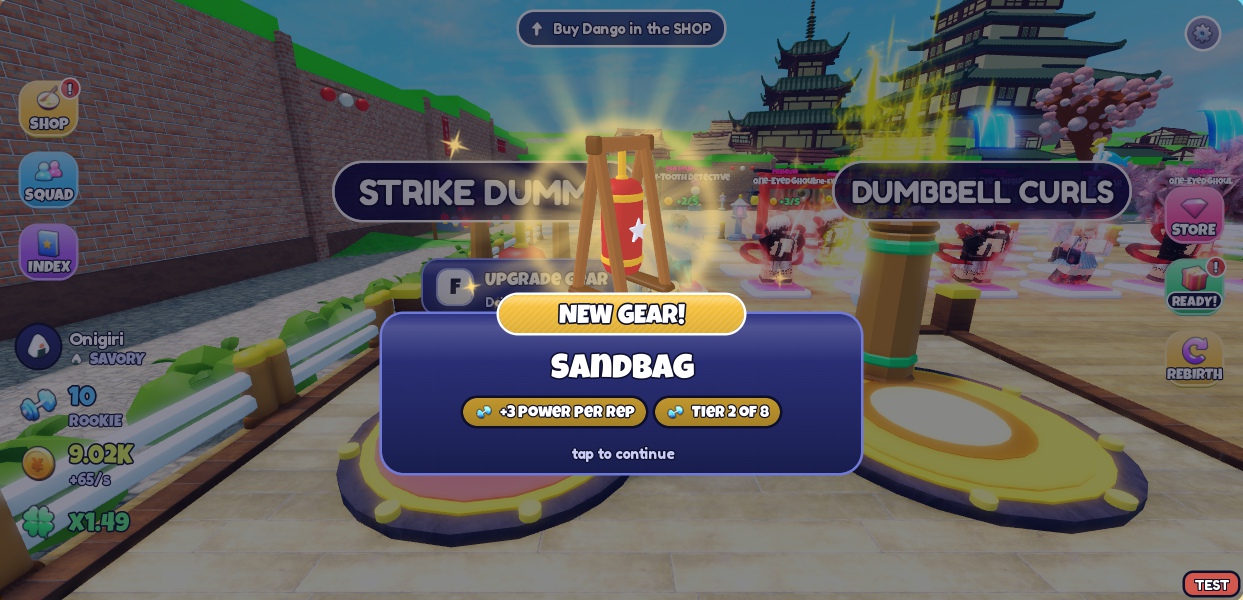 Buy Dango in the SHOP
SHOP
SQUAD
INDEX
Onigiri
SAVORY
10
ROOKIE
9.02K
+65/s
X1.49
STRIKE DUMM
DUMBBELL CURLS
F
UPGRADE GEAR
NEW GEAR!
SANDBAG
+3 POWER PER REP
TIER 2 OF 8
tap to continue
STORE
READY!
REBIRTH
TEST